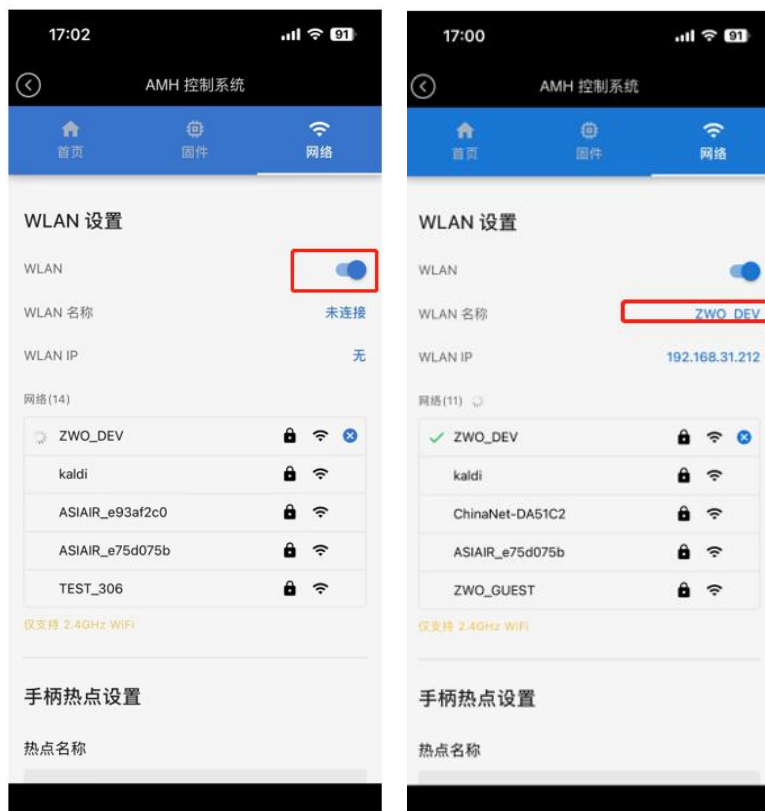 17:02
91
AMH 控制系统
首页
固件
网络
WLAN 设置
WLAN
WLAN 名称
未连接
WLAN IP
无
网络(14)
ZWO_DEV
kaldi
ASIAIR_e93af2c0
ASIAIR_e75d075b
TEST_306
仅支持 2.4GHz WiFi
手柄热点设置
热点名称
17:00
91
AMH 控制系统
首页
固件
网络
WLAN 设置
WLAN
WLAN 名称
ZWO_DEV
WLAN IP
192.168.31.212
网络(11)
ZWO_DEV
kaldi
ChinaNet-DA51C2
ASIAIR_e75d075b
ZWO_GUEST
仅支持 2.4GHz WiFi
手柄热点设置
热点名称